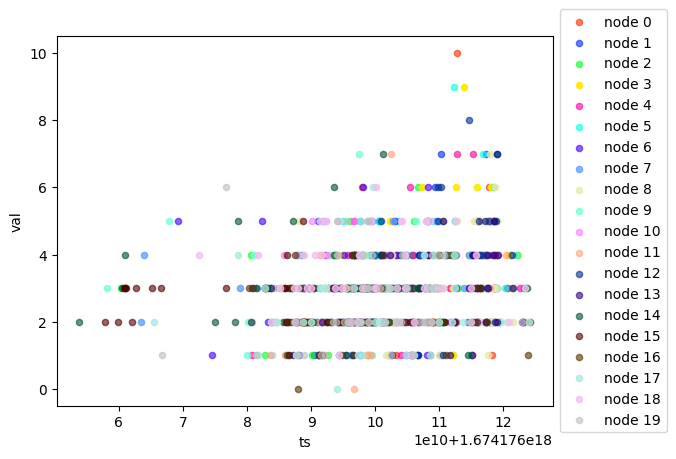 10
8
6
4
2
0
val
6
7
8
9
10
11
12
ts
1e10+1.674176e18
node 0
node 1
node 2
node 3
node 4
node 5
node 6
node 7
node 8
node 9
node 10
node 11
node 12
node 13
node 14
node 15
node 16
node 17
node 18
node 19